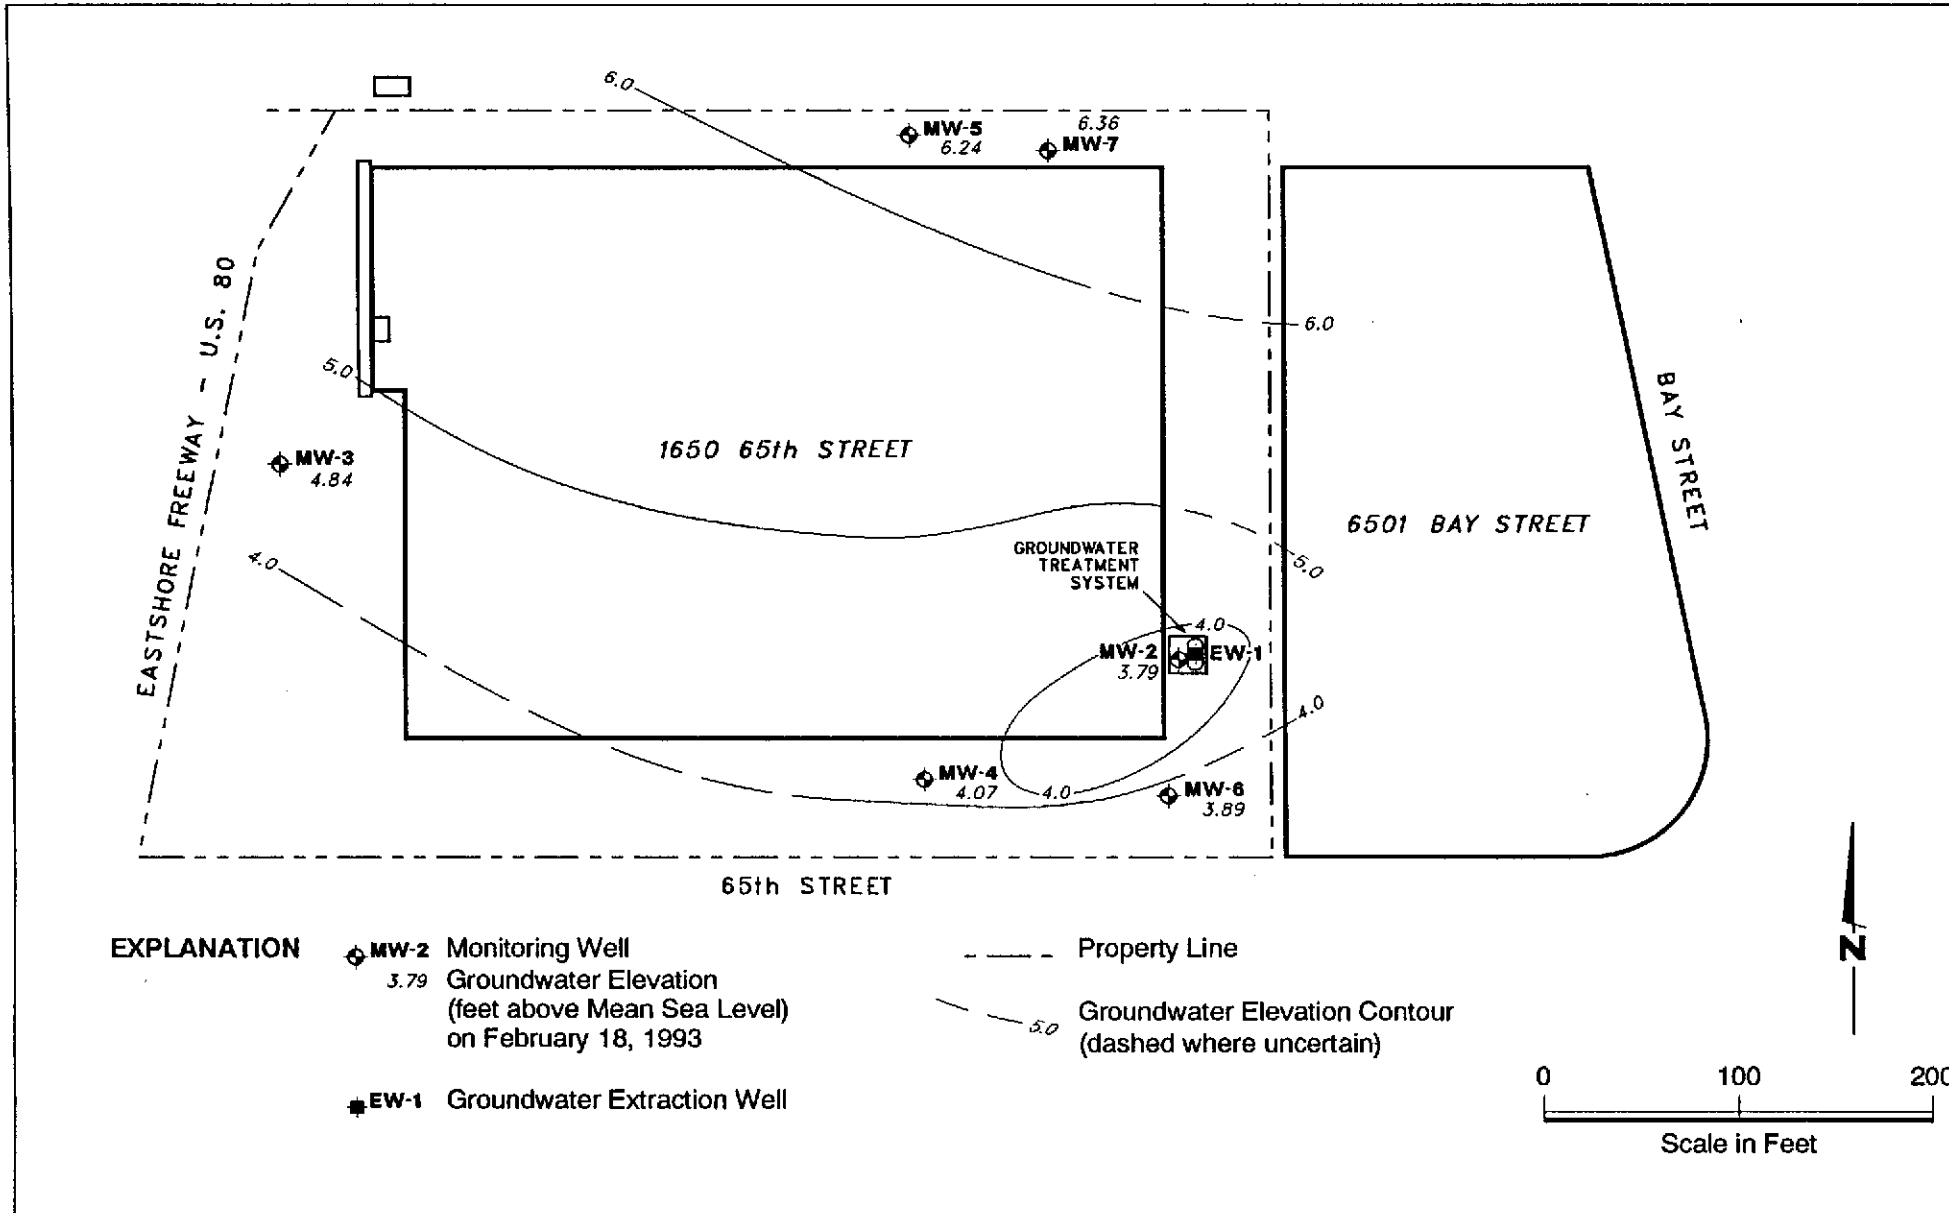 6.0
MW-5
6.24
6.36
MW-7
EASTSHORE FREEWAY - U.S. 80
5.0
6.0
MW-3
4.84
1650 65th STREET
6501 BAY STREET
BAY STREET
4.0
GROUNDWATER
TREATMENT
SYSTEM
5.0
4.0
MW-2
3.79
EW-1
4.0
MW-4
4.07
4.0
MW-6
3.89
65th STREET
EXPLANATION
MW-2 Monitoring Well
3.79 Groundwater Elevation
(feet above Mean Sea Level)
on February 18, 1993
EW-1 Groundwater Extraction Well
Property Line
5.0 Groundwater Elevation Contour
(dashed where uncertain)
N
0 100 200
Scale in Feet